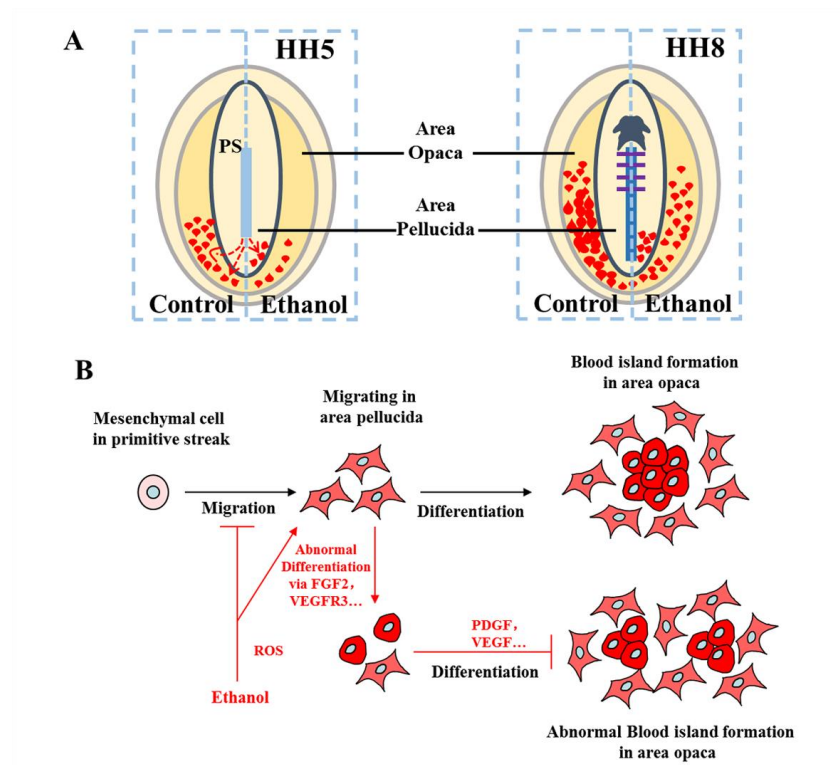 A
HH5
HH8
PS
Area
Opaca
Area
Pellucida
Control
Ethanol
Control
Ethanol
B
Blood island formation
in area opaca
Migrating in
area pellucida
Mesenchymal cell
in primitive streak
Migration
Differentiation
Abnormal
Differentiation
via FGF2,
VEGFR3...
PDGF,
VEGF...
ROS
Differentiation
Ethanol
Abnormal Blood island formation
in area opaca